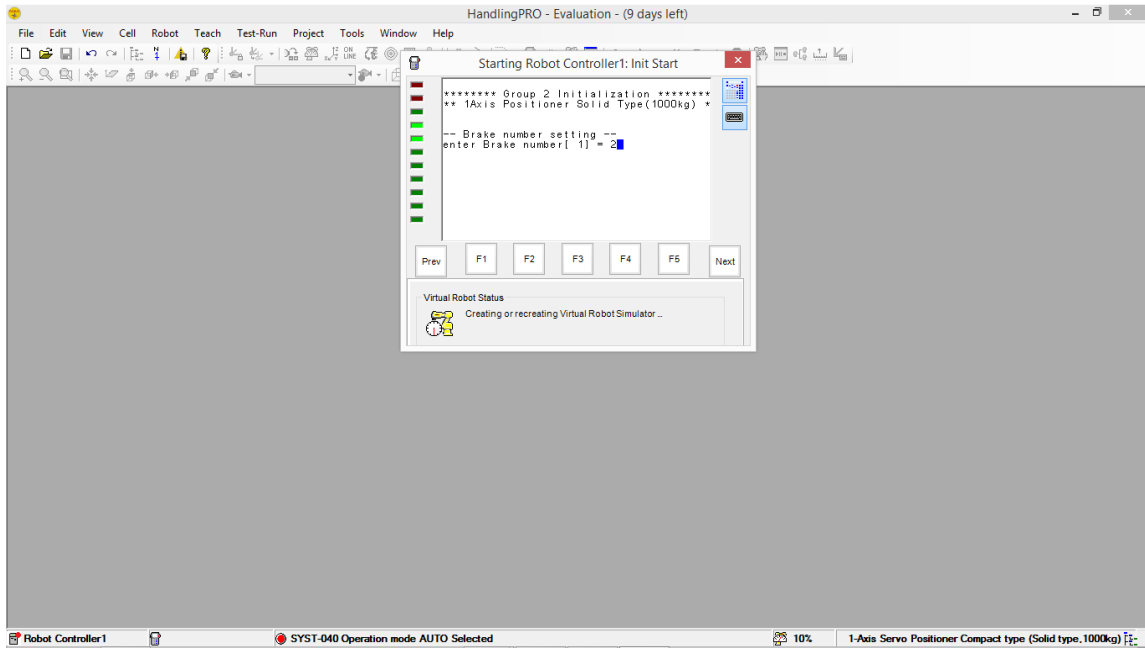 HandlingPRO - Evaluation - (9 days left)
File Edit View Cell Robot Teach Test-Run Project Tools Window Help
ON
LINE
Starting Robot Controller1: Init Start
******** Group 2 Initialization ********
** 1Axis Positioner Solid Type(1000kg) *
-- Brake number setting --
enter Brake number[ 1] = 2
Prev F1 F2 F3 F4 F5 Next
Virtual Robot Status
Creating or recreating Virtual Robot Simulator ..
Robot Controller1 SYST-040 Operation mode AUTO Selected 10% 1-Axis Servo Positioner Compact type (Solid type,1000kg)